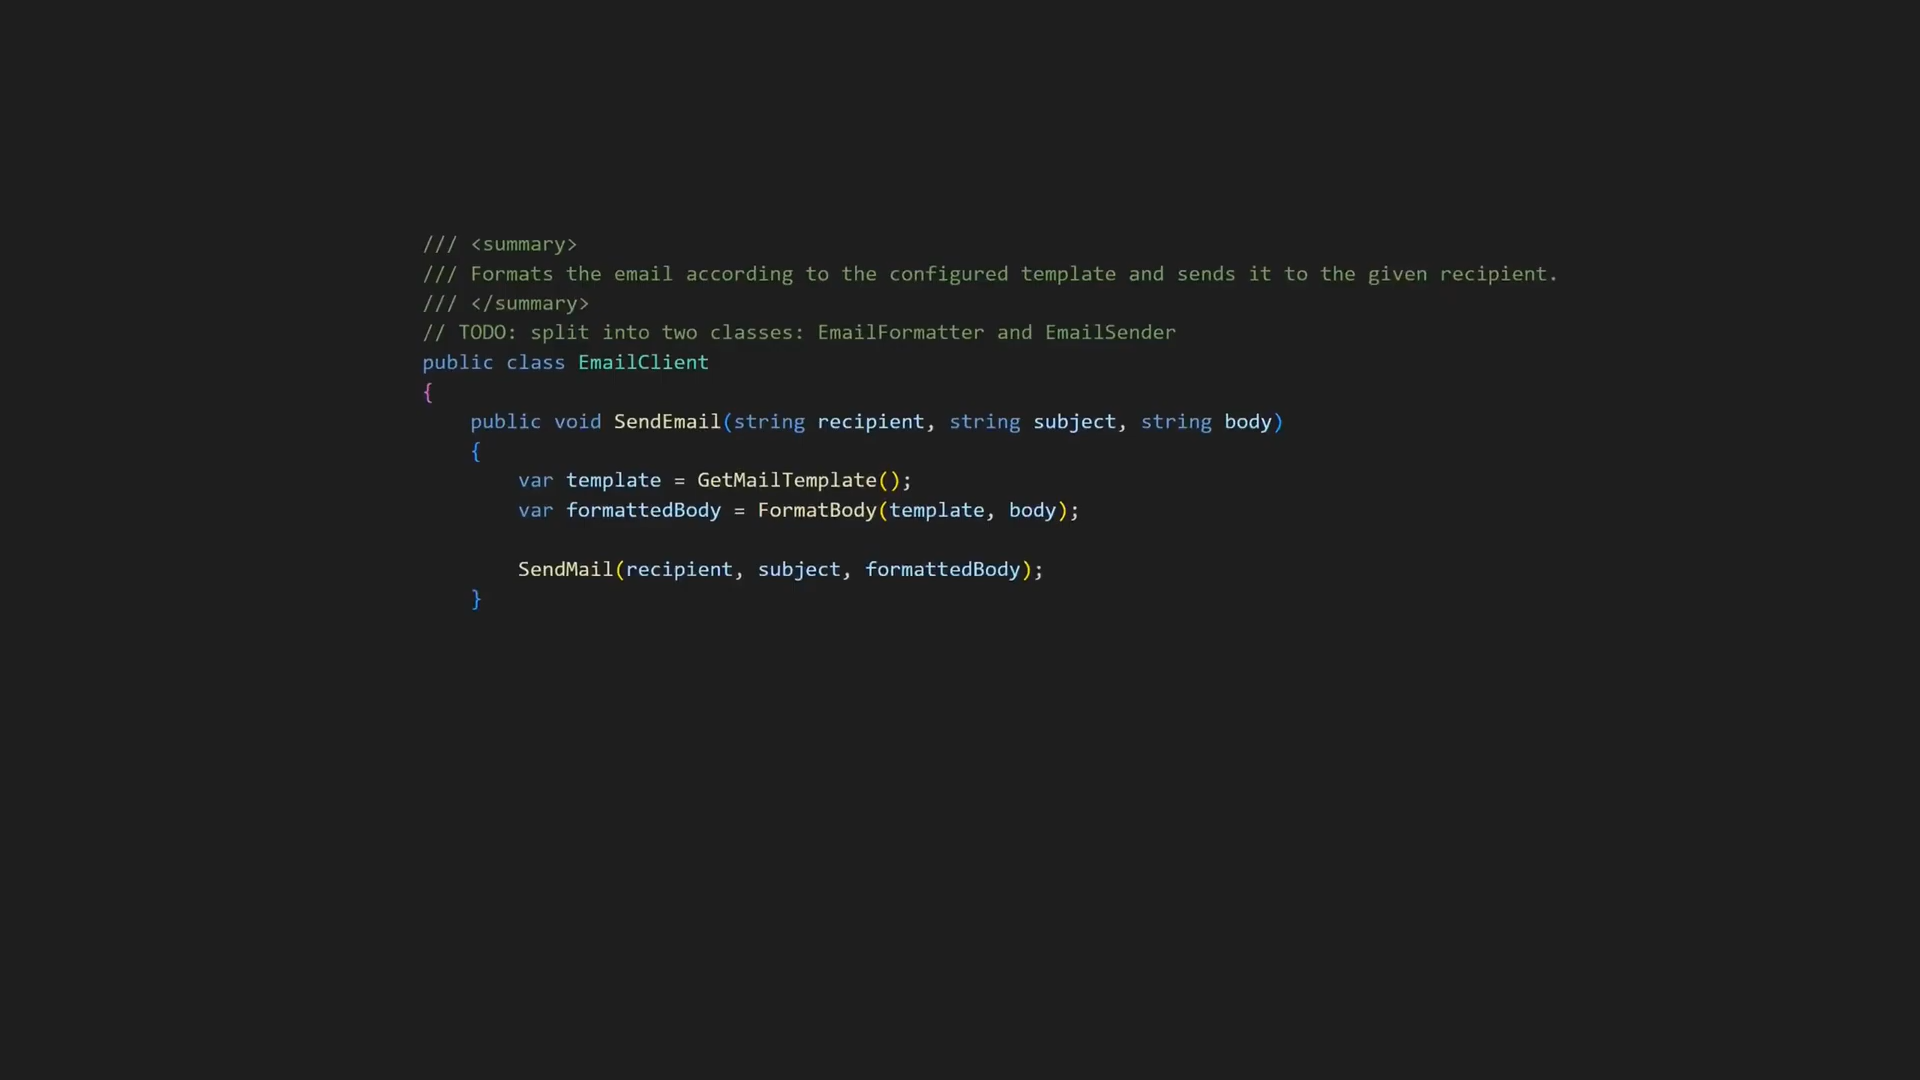 /// <summary>
/// Formats the email according to the configured template and sends it to the given recipient.
/// </summary>
// TODO: split into two classes: EmailFormatter and EmailSender
public class EmailClient
{
    public void SendEmail(string recipient, string subject, string body)
    {
        var template = GetMailTemplate();
        var formattedBody = FormatBody(template, body);

        SendMail(recipient, subject, formattedBody);
    }